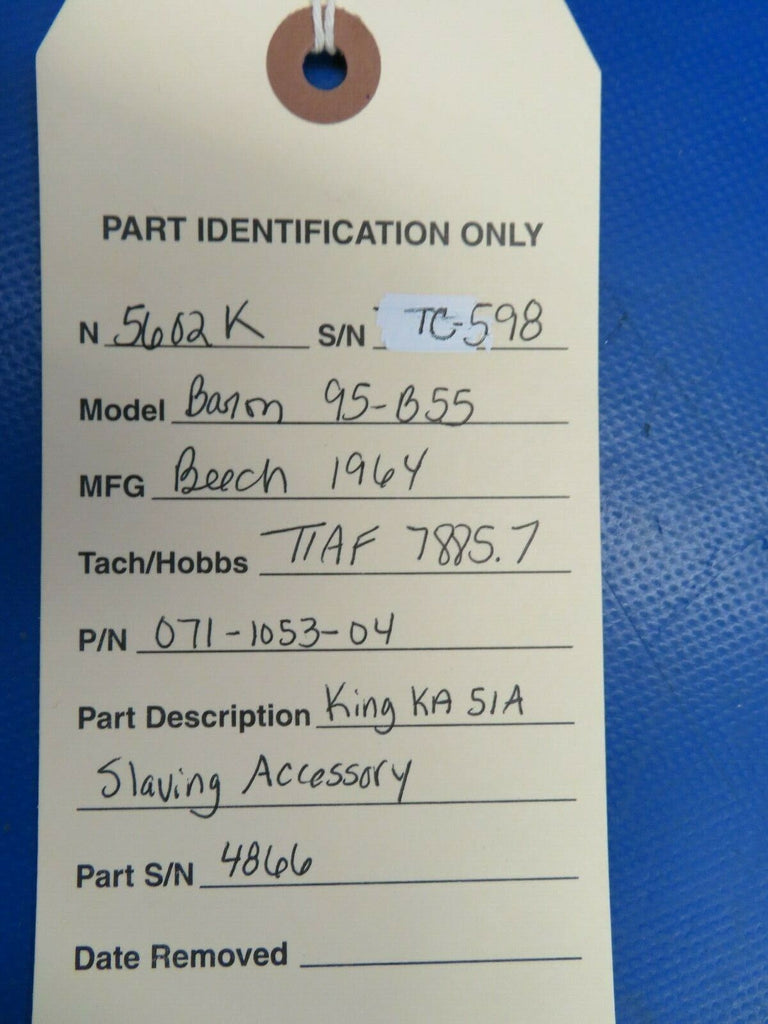 PART IDENTIFICATION ONLY
N 5602K S/N TC-598
Model Baron 95-B55
MFG Beech 1964
Tach/Hobbs TTAF 7885.7
P/N 071-1053-04
Part Description King KA 51A
Slaving Accessory
Part S/N 4866
Date Removed